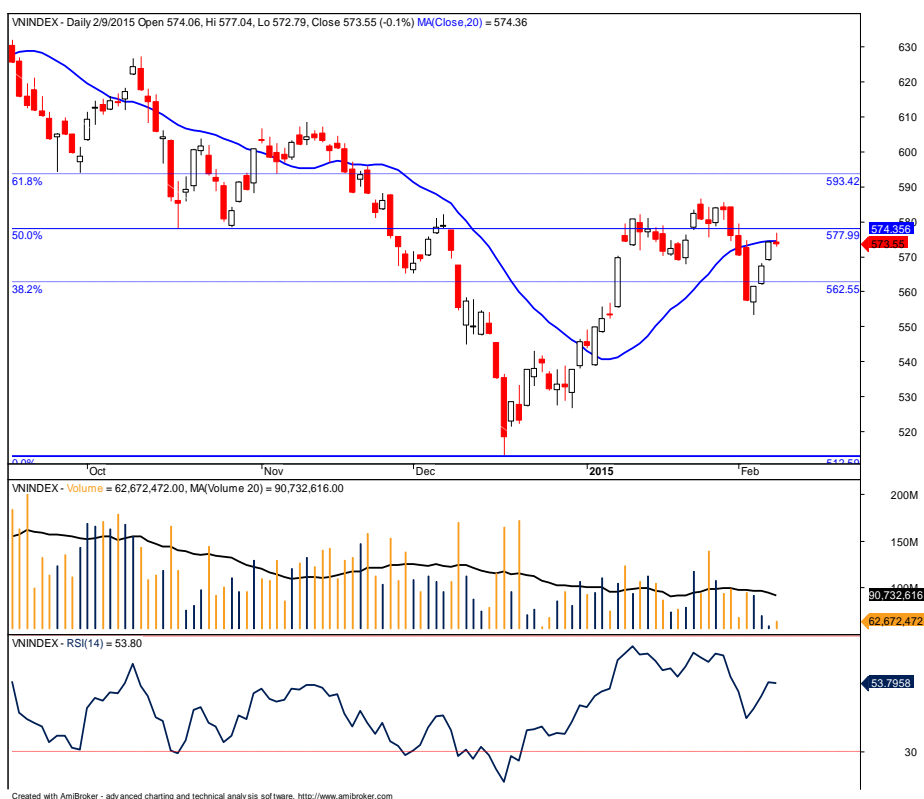 VNINDEX - Daily 2/9/2015 Open 574.06, Hi 577.04, Lo 572.79, Close 573.55 (-0.1%) MA(Close,20) = 574.36
630
620
610
600
61.8%
593.42
590
580
574.356
50.0%
577.99
573.55
570
38.2%
562.55
560
550
540
530
520
0.0%
512.50
Oct
Nov
Dec
2015
Feb
VNINDEX - Volume = 62,672,472.00, MA(Volume 20) = 90,732,616.00
200M
150M
100M
90,732,616
62,672,472
VNINDEX - RSI(14) = 53.80
53.7958
30
Created with AmiBroker - advanced charting and technical analysis software. http://www.amibroker.com